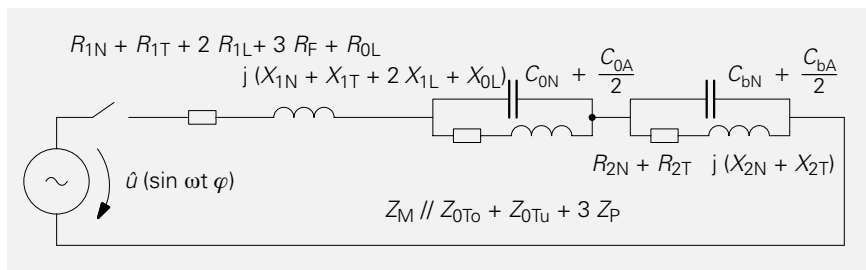 R1N + R1T + 2 R1L+ 3 RF + R0L
j (X1N + X1T + 2 X1L + X0L)
C0N + C0A/2
CbN + CbA/2
R2N + R2T
j (X2N + X2T)
û (sin ωt φ)
ZM // Z0To + Z0Tu + 3 ZP